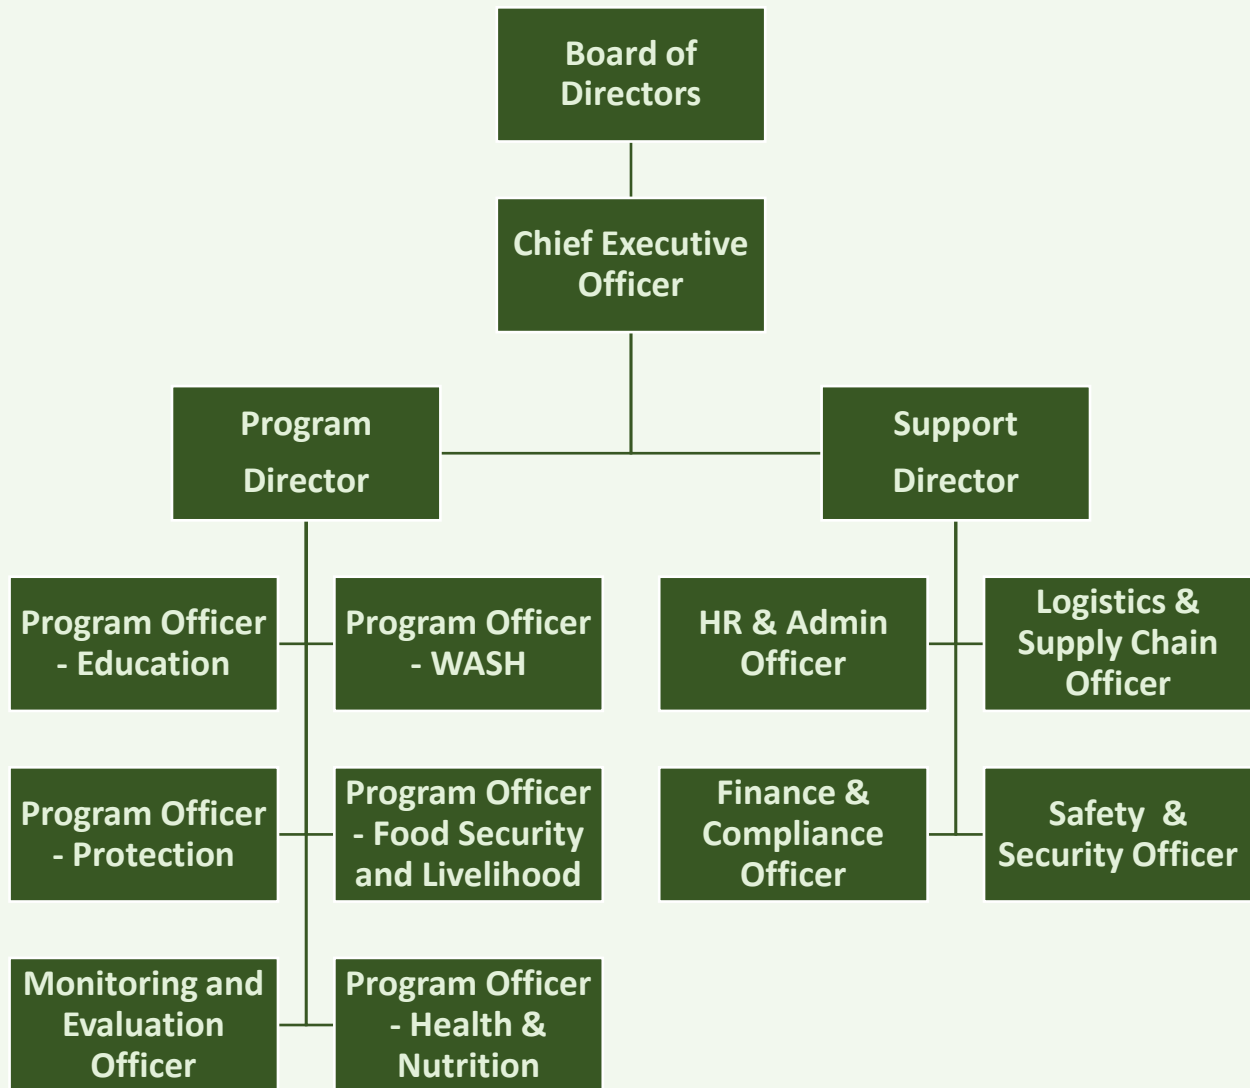 Board of
Directors
Chief Executive
Officer
Program
Director
Support
Director
Program Officer
- Education
Program Officer
- WASH
HR & Admin
Officer
Logistics &
Supply Chain
Officer
Program Officer
- Protection
Program Officer
- Food Security
and Livelihood
Finance &
Compliance
Officer
Safety  &
Security Officer
Monitoring and
Evaluation
Officer
Program Officer
- Health &
Nutrition